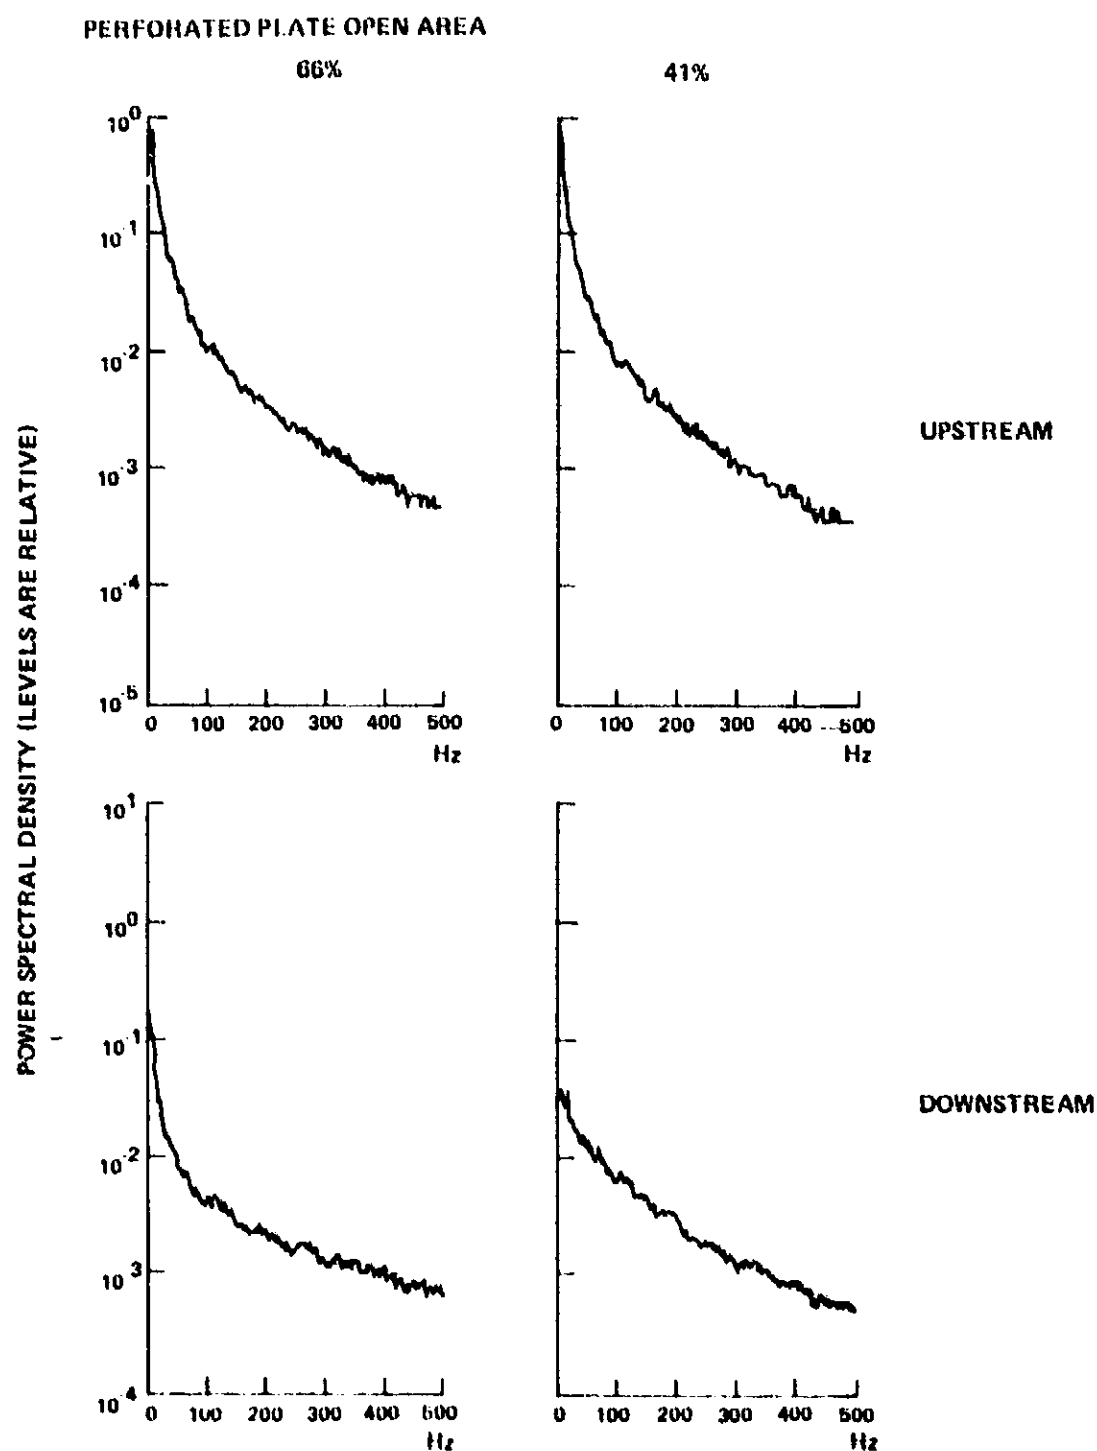 PERFORATED PLATE OPEN AREA
66%
41%
POWER SPECTRAL DENSITY (LEVELS ARE RELATIVE)
10^0
10^-1
10^-2
10^-3
10^-4
10^-5
0 100 200 300 400 500
Hz
0 100 200 300 400 500
Hz
UPSTREAM
10^1
10^0
10^-1
10^-2
10^-3
10^-4
0 100 200 300 400 500
Hz
0 100 200 300 400 500
Hz
DOWNSTREAM